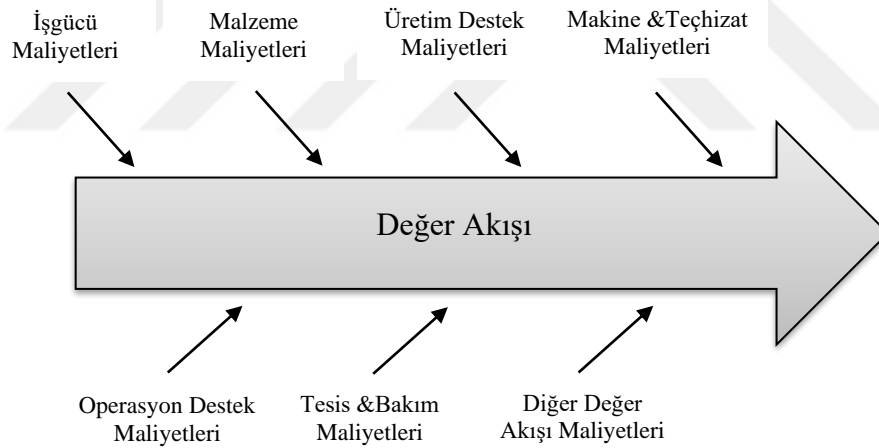 İşgücü
Maliyetleri
Malzeme
Maliyetleri
Üretim Destek
Maliyetleri
Makine &Teçhizat
Maliyetleri
Değer Akışı
Operasyon Destek
Maliyetleri
Tesis &Bakım
Maliyetleri
Diğer Değer
Akışı Maliyetleri